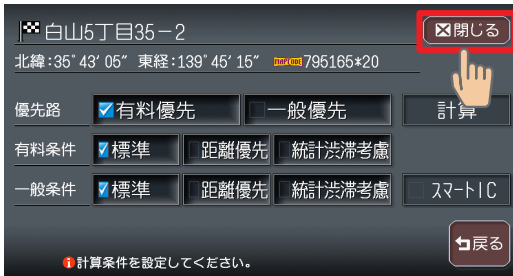 白山5丁目35－2
閉じる
北緯:35ﾟ43′05″ 東経:139ﾟ45′15″ MAPCODE 795165*20
優先路 有料優先 一般優先 計算
有料条件 標準 距離優先 統計渋滞考慮
一般条件 標準 距離優先 統計渋滞考慮 スマートIC
戻る
計算条件を設定してください。